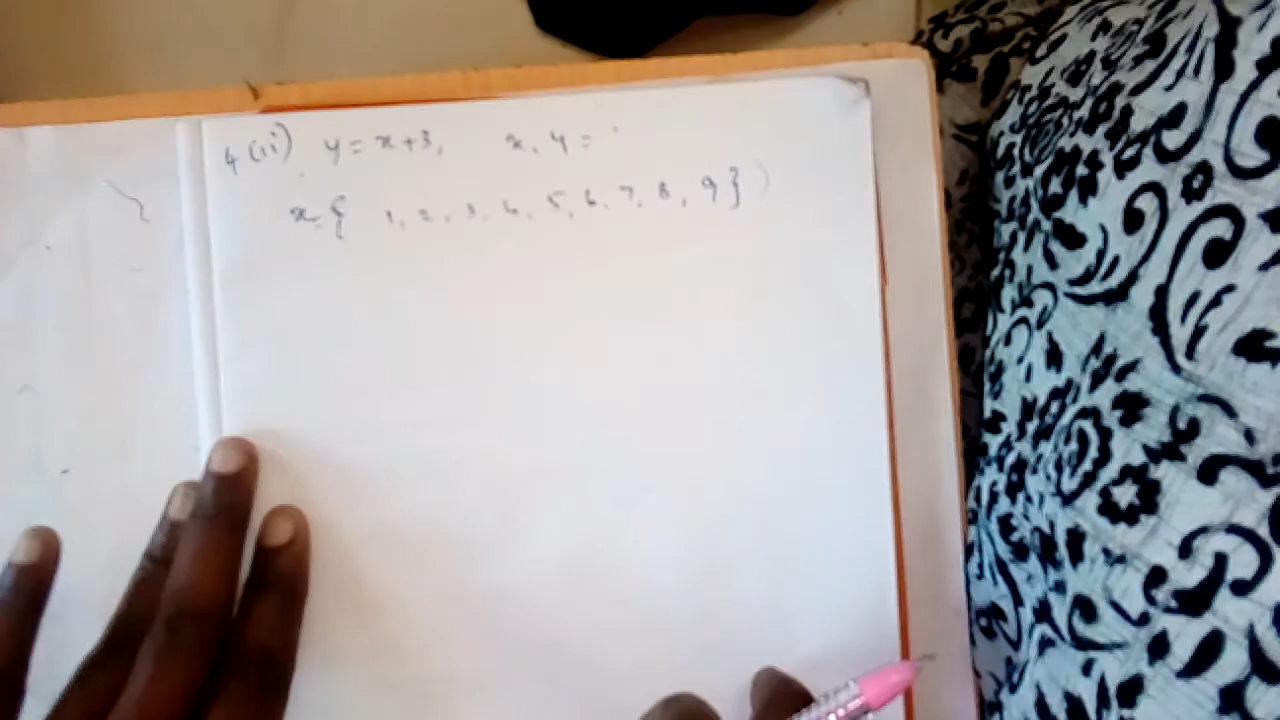 4 (ii) y = x+3, x, y =
x = { 1, 2, 3, 4, 5, 6, 7, 8, 9 }